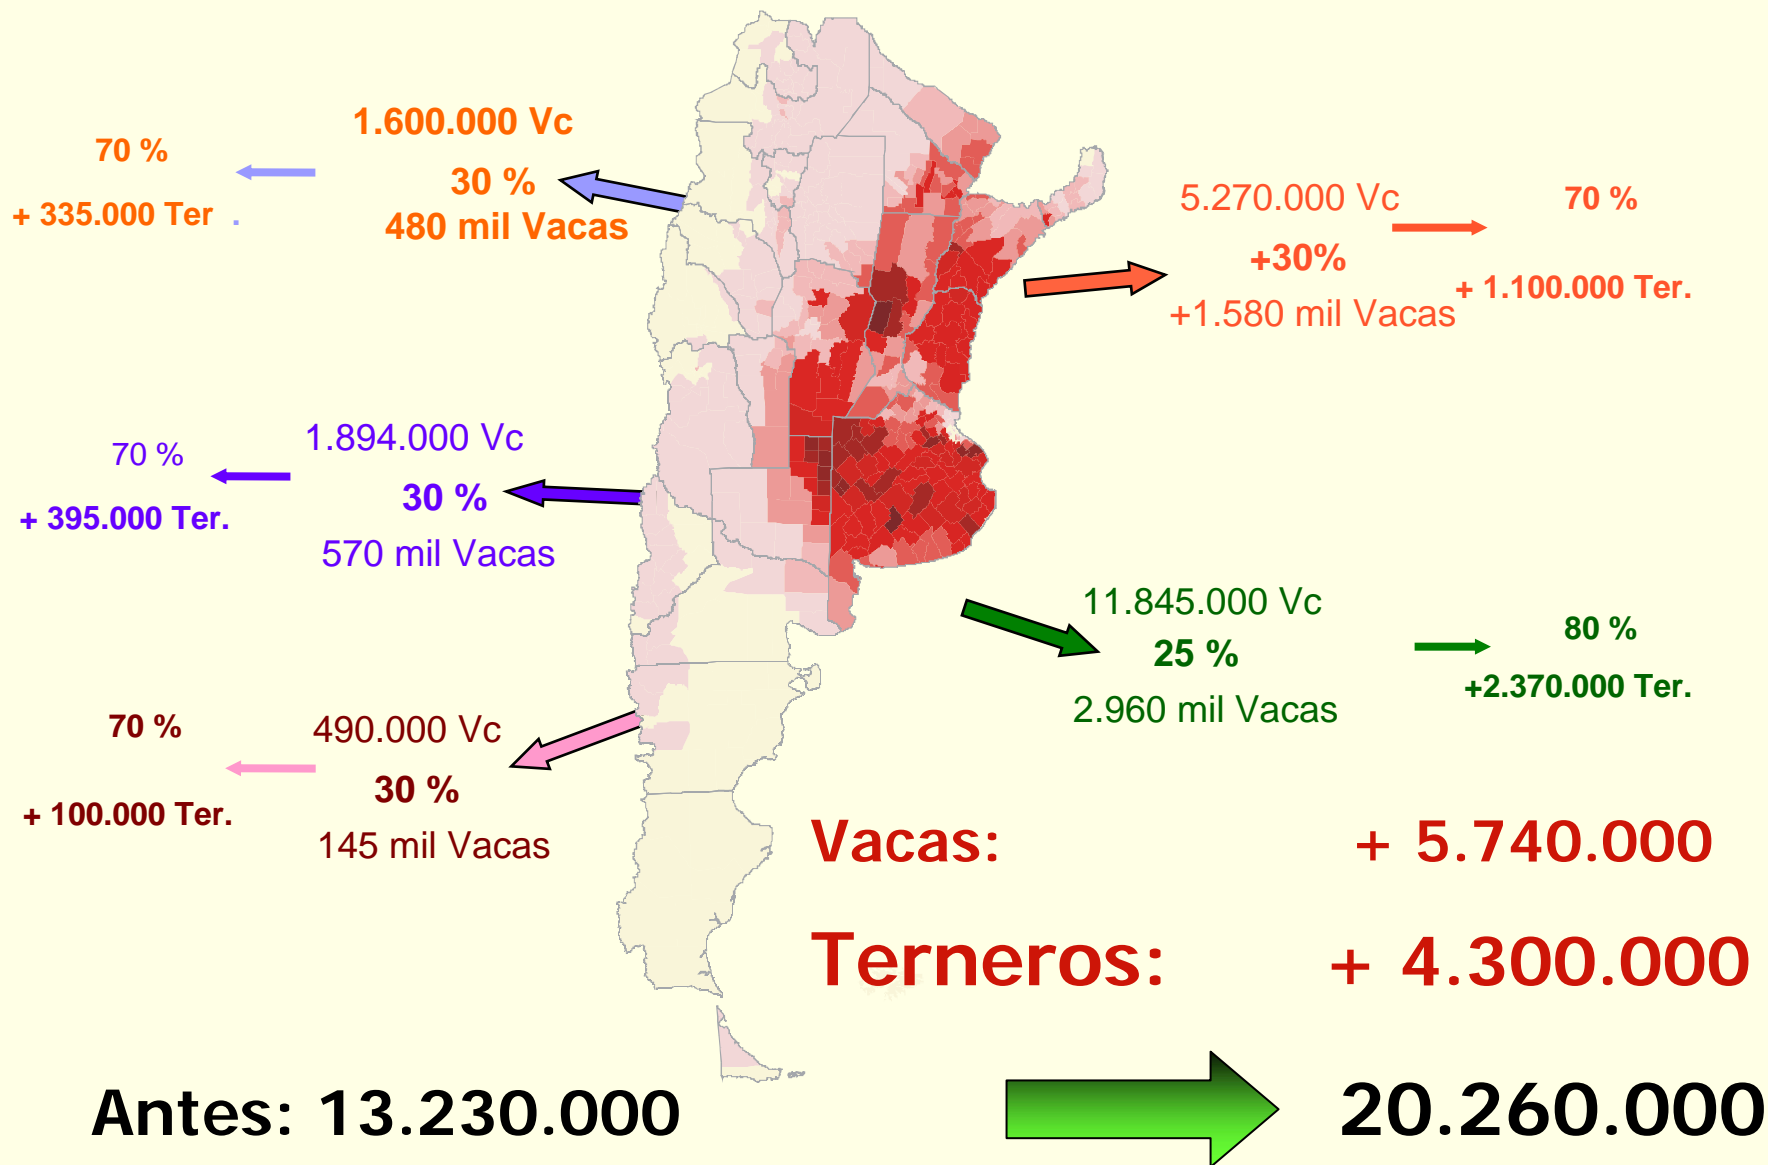 1.600.000 Vc
70 %
30 %
+ 335.000 Ter .
480 mil Vacas
5.270.000 Vc
70 %
+30%
+ 1.100.000 Ter.
+1.580 mil Vacas
1.894.000 Vc
70 %
30 %
+ 395.000 Ter.
570 mil Vacas
11.845.000 Vc
80 %
25 %
+2.370.000 Ter.
2.960 mil Vacas
490.000 Vc
70 %
30 %
+ 100.000 Ter.
145 mil Vacas
Vacas: + 5.740.000
Terneros: + 4.300.000
Antes: 13.230.000 20.260.000